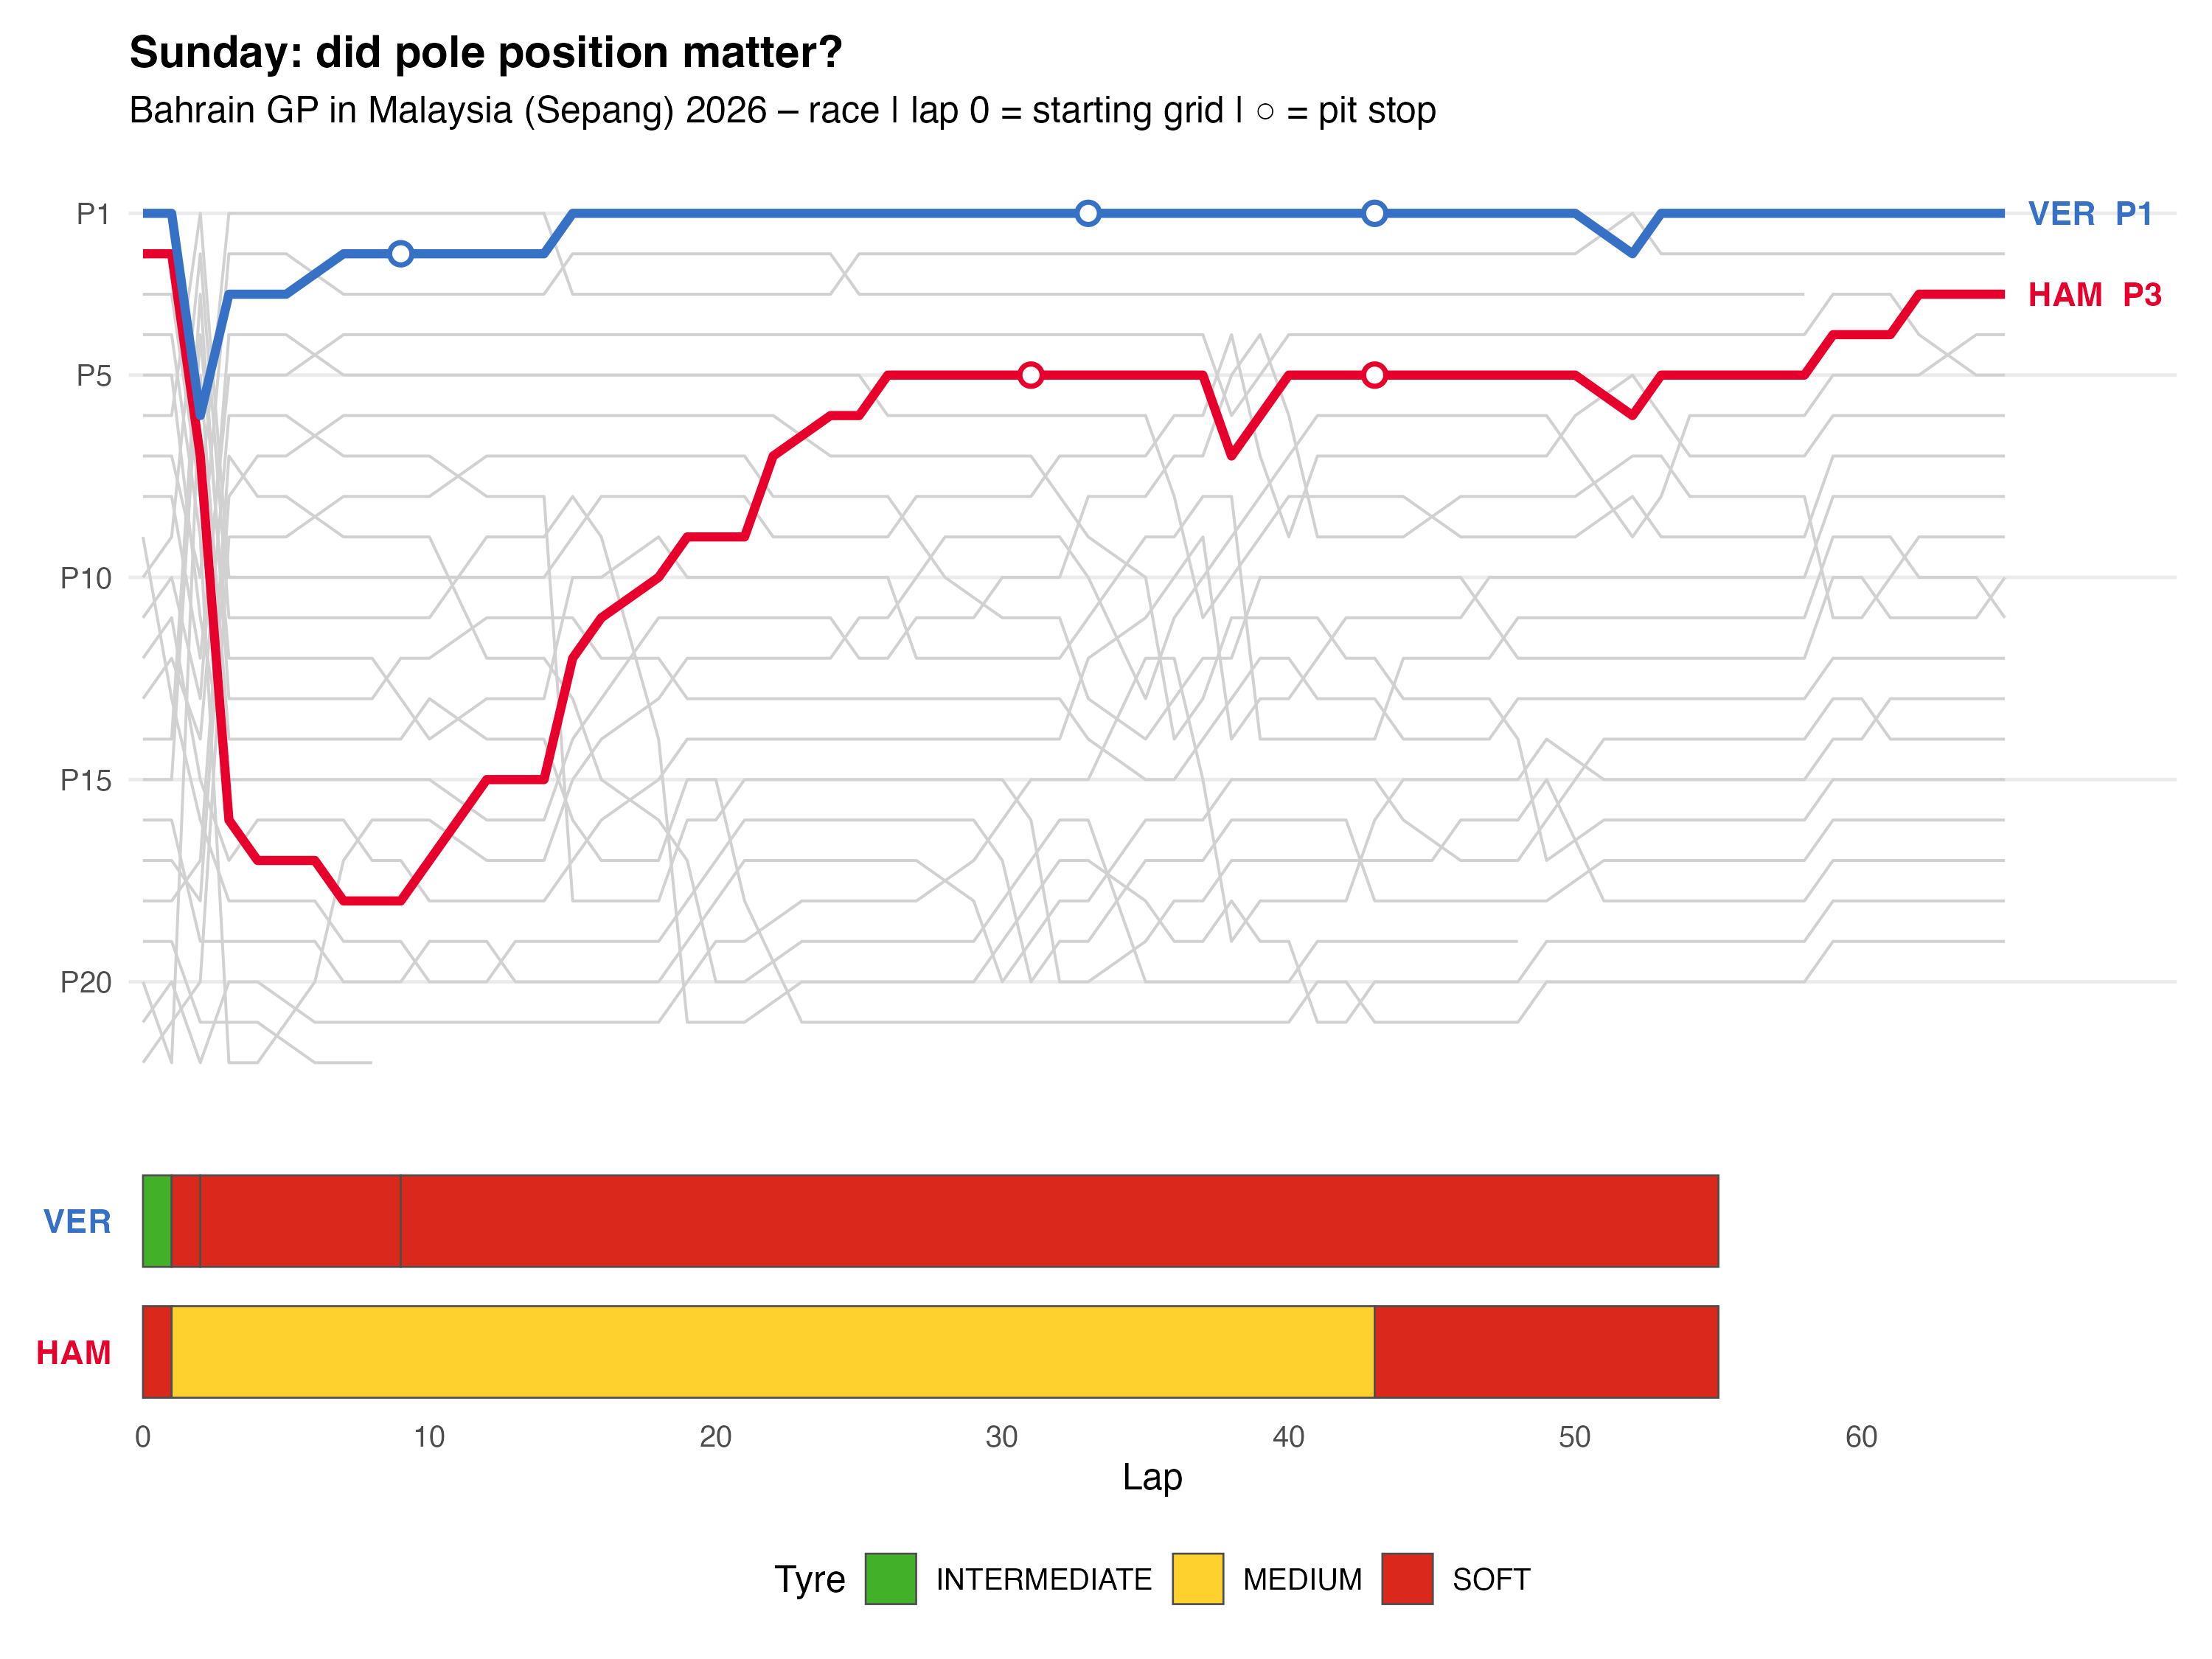 Sunday: did pole position matter?
Bahrain GP in Malaysia (Sepang) 2026 – race | lap 0 = starting grid | ○ = pit stop
P1
P5
P10
P15
P20
VER P1
HAM P3
VER
HAM
0 10 20 30 40 50 60
Lap
Tyre INTERMEDIATE MEDIUM SOFT